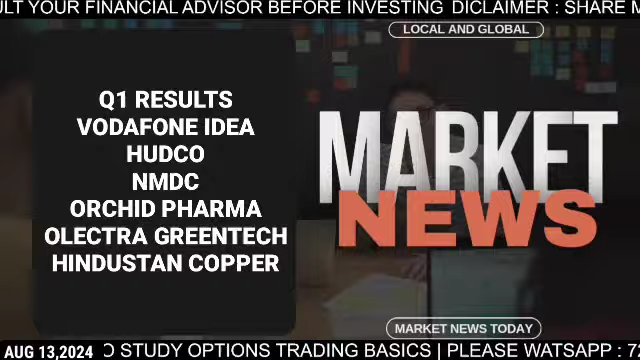 ULT YOUR FINANCIAL ADVISOR BEFORE INVESTING DICLAIMER : SHARE M
LOCAL AND GLOBAL
Q1 RESULTS
VODAFONE IDEA
HUDCO
NMDC
ORCHID PHARMA
OLECTRA GREENTECH
HINDUSTAN COPPER
MARKET
NEWS
MARKET NEWS TODAY
AUG 13,2024
O STUDY OPTIONS TRADING BASICS | PLEASE WATSAPP : 7